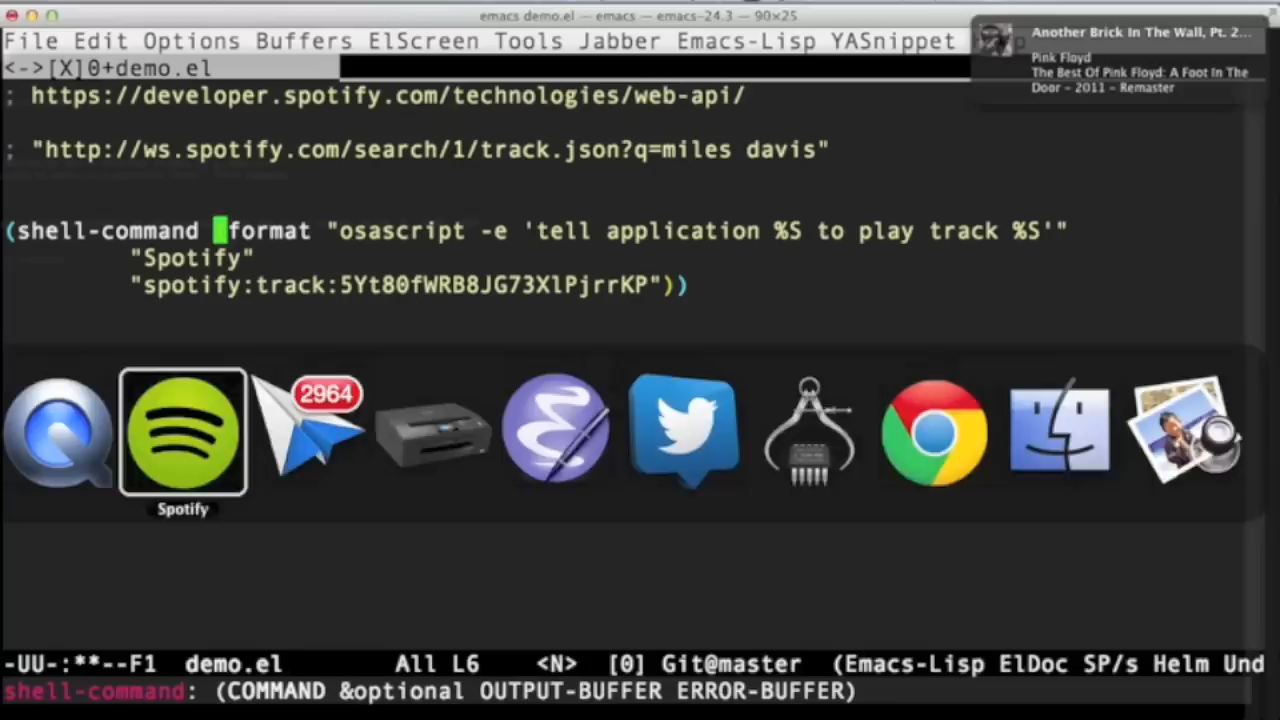 emacs demo.el — emacs — emacs-24.3 — 90×25
File Edit Options Buffers ElScreen Tools Jabber Emacs-Lisp YASnippet
Another Brick In The Wall, Pt. 2...
Pink Floyd
The Best Of Pink Floyd: A Foot In The
Door – 2011 – Remaster
<->[X]0+demo.el
; https://developer.spotify.com/technologies/web-api/
; "http://ws.spotify.com/search/1/track.json?q=miles davis"
(shell-command format "osascript -e 'tell application %S to play track %S'"
"Spotify"
"spotify:track:5Yt80fWRB8JG73XlPjrrKP"))
2964
Spotify
-UU-:**--F1 demo.el All L6 <N> [0] Git@master (Emacs-Lisp ElDoc SP/s Helm Und
shell-command: (COMMAND &optional OUTPUT-BUFFER ERROR-BUFFER)